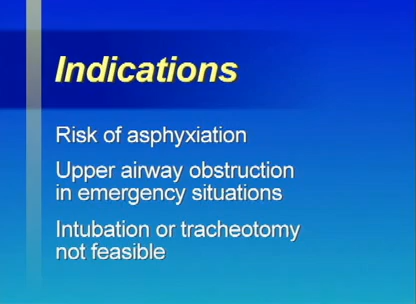 Indications
Risk of asphyxiation
Upper airway obstruction
in emergency situations
Intubation or tracheotomy
not feasible